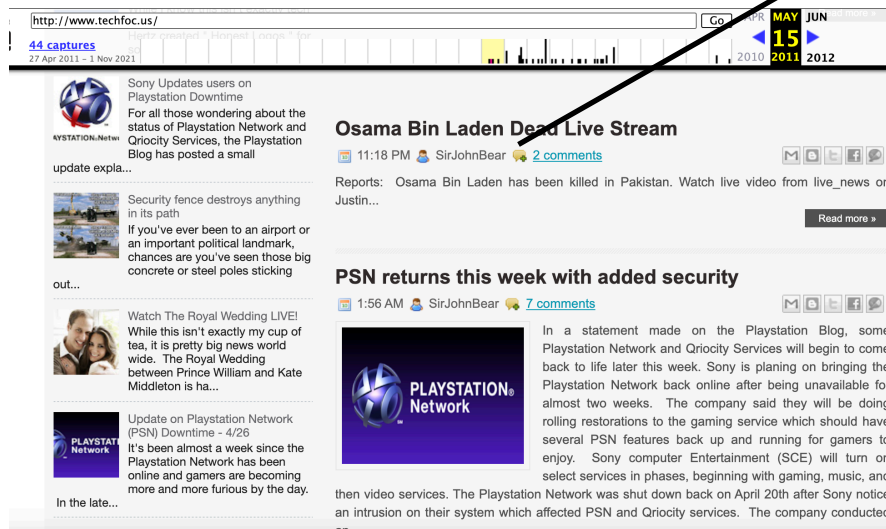 http://www.techfoc.us/
Go
APR MAY JUN
44 captures
15
27 Apr 2011 – 1 Nov 2021
2010 2011 2012
Sony Updates users on
Playstation Downtime
For all those wondering about the
status of Playstation Network and
Qriocity Services, the Playstation
Blog has posted a small
update expla...
Security fence destroys anything
in its path
If you've ever been to an airport or
an important political landmark,
chances are you've seen those big
concrete or steel poles sticking
out...
Watch The Royal Wedding LIVE!
While this isn't exactly my cup of
tea, it is pretty big news world
wide. The Royal Wedding
between Prince William and Kate
Middleton is ha...
Update on Playstation Network
(PSN) Downtime - 4/26
It's been almost a week since the
Playstation Network has been
online and gamers are becoming
more and more furious by the day.
In the late...
Osama Bin Laden Dead Live Stream
11:18 PM SirJohnBear 2 comments
Reports: Osama Bin Laden has been killed in Pakistan. Watch live video from live_news on
Justin...
Read more »
PSN returns this week with added security
1:56 AM SirJohnBear 7 comments
PLAYSTATION®
Network
In a statement made on the Playstation Blog, some
Playstation Network and Qriocity Services will begin to come
back to life later this week. Sony is planing on bringing the
Playstation Network back online after being unavailable for
almost two weeks. The company said they will be doing
rolling restorations to the gaming service which should have
several PSN features back up and running for gamers to
enjoy. Sony computer Entertainment (SCE) will turn on
select services in phases, beginning with gaming, music, and
then video services. The Playstation Network was shut down back on April 20th after Sony notice
an intrusion on their system which affected PSN and Qriocity services. The company conducted